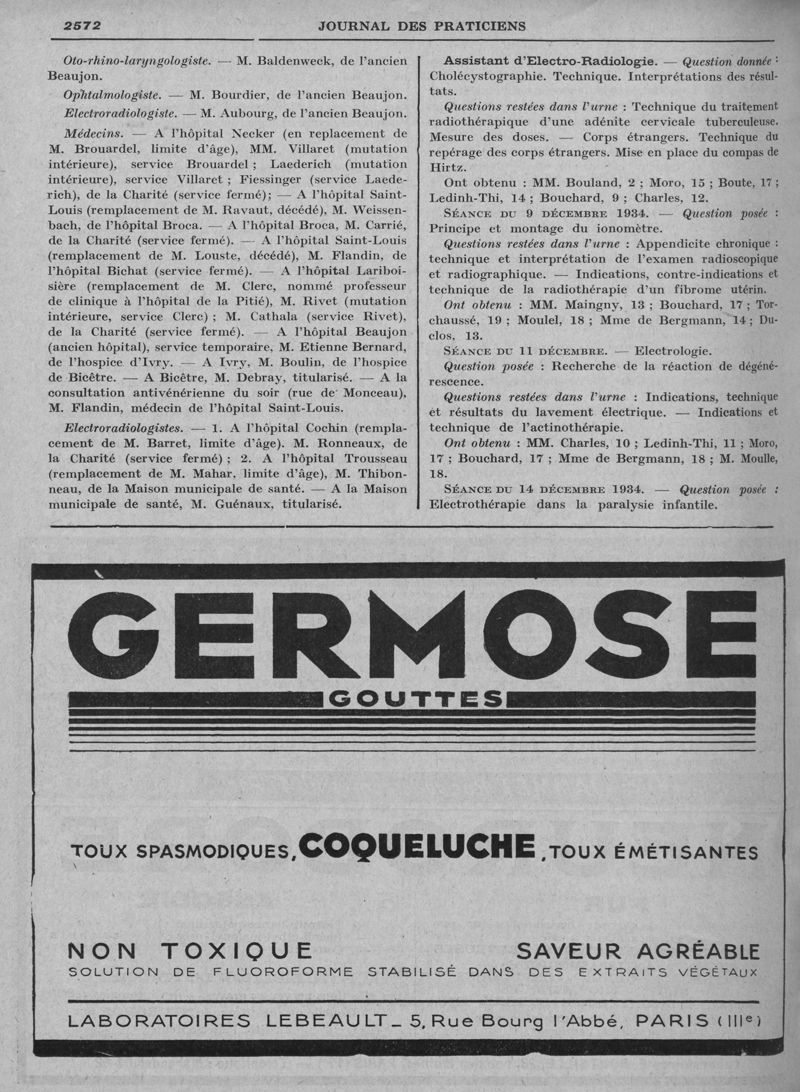 2572
JOURNAL DES PRATICIENS
Oto-rhino-laryngologiste. — M. Baldenweck, de l'ancien
Beaujon.
Ophtalmologiste. — M. Bourdier, de l'ancien Beaujon.
Electroradiologiste. — M. Aubourg, de l'ancien Beaujon.
Médecins. — A l'hôpital Necker (en replacement de
M. Brouardel, limite d'âge), MM. Villaret (mutation
intérieure), service Brouardel ; Laederich (mutation
intérieure), service Villaret ; Fiessinger (service Laede-
rich), de la Charité (service fermé); — A l'hôpital Saint-
Louis (remplacement de M. Ravaut, décédé), M. Weissen-
bach, de l'hôpital Broca. — A l'hôpital Broca, M. Carrié,
de la Charité (service fermé). — A l'hôpital Saint-Louis
(remplacement de M. Louste, décédé), M. Flandin, de
l'hôpital Bichat (service fermé). — A l'hôpital Lariboi-
sière (remplacement de M. Clerc, nommé professeur
de clinique à l'hôpital de la Pitié), M. Rivet (mutation
intérieure, service Clerc) ; M. Cathala (service Rivet),
de la Charité (service fermé). — A l'hôpital Beaujon
(ancien hôpital), service temporaire, M. Etienne Bernard,
de l'hospice d'Ivry. — A Ivry, M. Boulin, de l'hospice
de Bicêtre. — A Bicêtre, M. Debray, titularisé. — A la
consultation antivénérienne du soir (rue de Monceau),
M. Flandin, médecin de l'hôpital Saint-Louis.
Electroradiologistes. — 1. A l'hôpital Cochin (rempla-
cement de M. Barret, limite d'âge). M. Ronneaux, de
la Charité (service fermé) ; 2. A l'hôpital Trousseau
(remplacement de M. Mahar, limite d'âge), M. Thibon-
neau, de la Maison municipale de santé. — A la Maison
municipale de santé, M. Guénaux, titularisé.
Assistant d'Electro-Radiologie. — Question donnée :
Cholécystographie. Technique. Interprétations des résul-
tats.
Questions restées dans l'urne : Technique du traitement
radiothérapique d'une adénite cervicale tuberculeuse.
Mesure des doses. — Corps étrangers. Technique du
repérage des corps étrangers. Mise en place du compas de
Hirtz.
Ont obtenu : MM. Bouland, 2 ; Moro, 15 ; Boute, 17 ;
Ledinh-Thi, 14 ; Bouchard, 9 ; Charles, 12.
SÉANCE DU 9 DÉCEMBRE 1934. — Question posée :
Principe et montage du ionomètre.
Questions restées dans l'urne : Appendicite chronique :
technique et interprétation de l'examen radioscopique
et radiographique. — Indications, contre-indications et
technique de la radiothérapie d'un fibrome utérin.
Ont obtenu : MM. Maingny, 13 ; Bouchard, 17 ; Tor-
chaussé, 19 ; Moulel, 18 ; Mme de Bergmann, 14 ; Du-
clos, 13.
SÉANCE DU 11 DÉCEMBRE. — Electrologie.
Question posée : Recherche de la réaction de dégéné-
rescence.
Questions restées dans l'urne : Indications, technique
et résultats du lavement électrique. — Indications et
technique de l'actinothérapie.
Ont obtenu : MM. Charles, 10 ; Ledinh-Thi, 11 ; Moro,
17 ; Bouchard, 17 ; Mme de Bergmann, 18 ; M. Moulle,
18.
SÉANCE DU 14 DÉCEMBRE 1934. — Question posée :
Electrothérapie dans la paralysie infantile.
GERMOSE
GOUTTES
TOUX SPASMODIQUES, COQUELUCHE, TOUX ÉMÉTISANTES
NON TOXIQUE
SAVEUR AGRÉABLE
SOLUTION DE FLUOROFORME STABILISÉ DANS DES EXTRAITS VÉGÉTAUX
LABORATOIRES LEBEAULT_ 5, Rue Bourg l'Abbé, PARIS (IIIe)